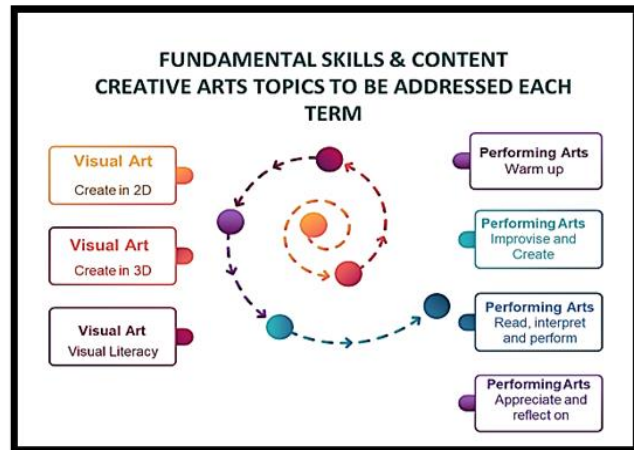 FUNDAMENTAL SKILLS & CONTENT
CREATIVE ARTS TOPICS TO BE ADDRESSED EACH
TERM
Visual Art
Create in 2D
Visual Art
Create in 3D
Visual Art
Visual Literacy
Performing Arts
Warm up
Performing Arts
Improvise and
Create
Performing Arts
Read, interpret
and perform
Performing Arts
Appreciate and
reflect on